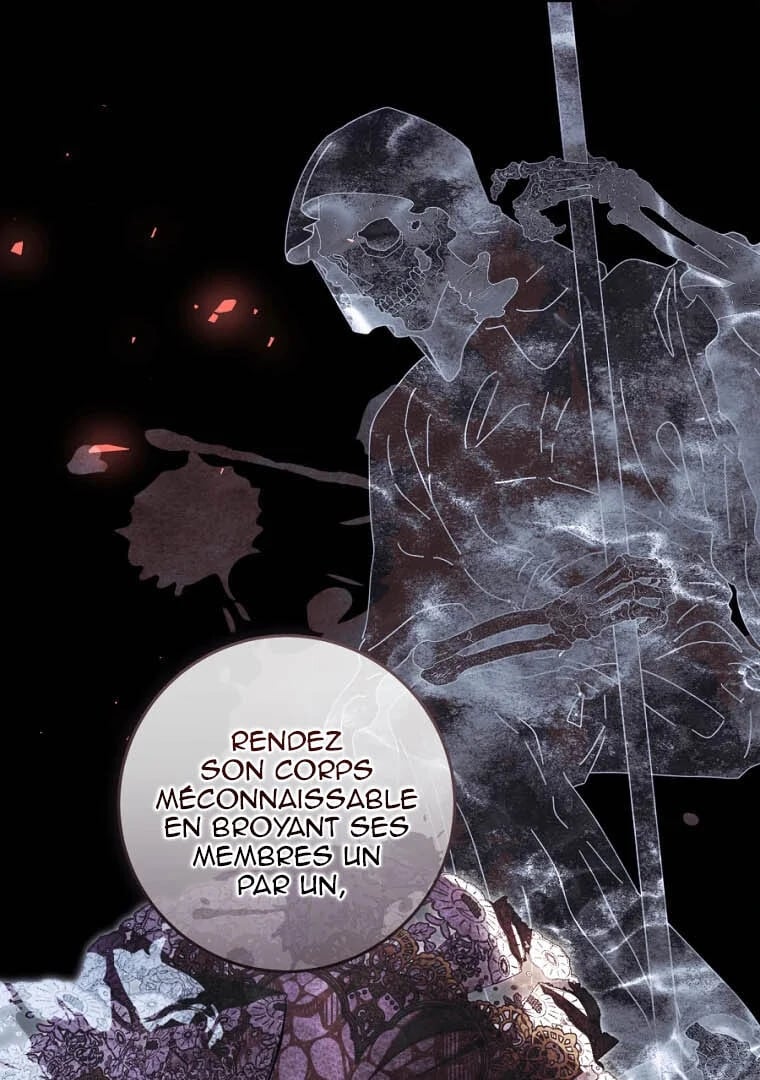 RENDEZ
SON CORPS
MÉCONNAISSABLE
EN BROYANT SES
MEMBRES UN
PAR UN,